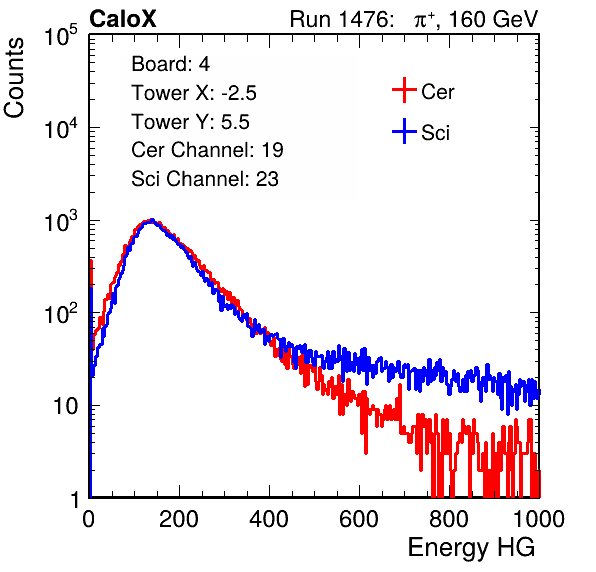 CaloX Run 1476: π⁺, 160 GeV
Counts
10⁵
10⁴
10³
10²
10
1
Board: 4
Tower X: -2.5
Tower Y: 5.5
Cer Channel: 19
Sci Channel: 23
Cer
Sci
0 200 400 600 800 1000
Energy HG